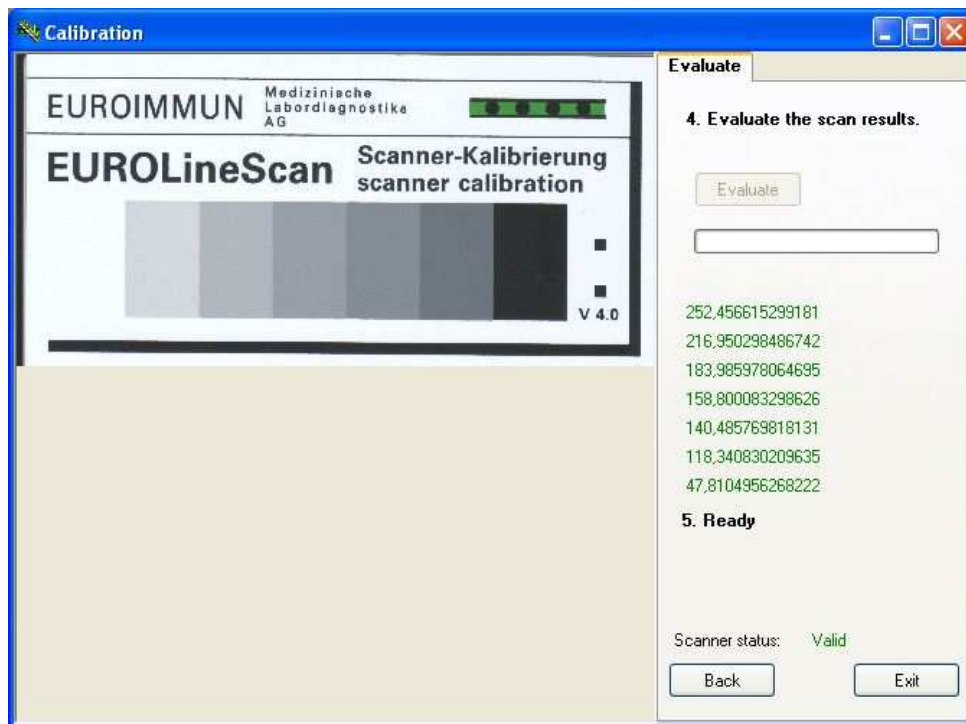 Calibration
EUROIMMUN
Medizinische
Labordiagnostika
AG
EUROLineScan
Scanner-Kalibrierung
scanner calibration
V 4.0
Evaluate
4. Evaluate the scan results.
Evaluate
252,456615299181
216,950298486742
183,985978064695
158,800083298626
140,485769818131
118,340830209635
47,8104956268222
5. Ready
Scanner status: Valid
Back Exit